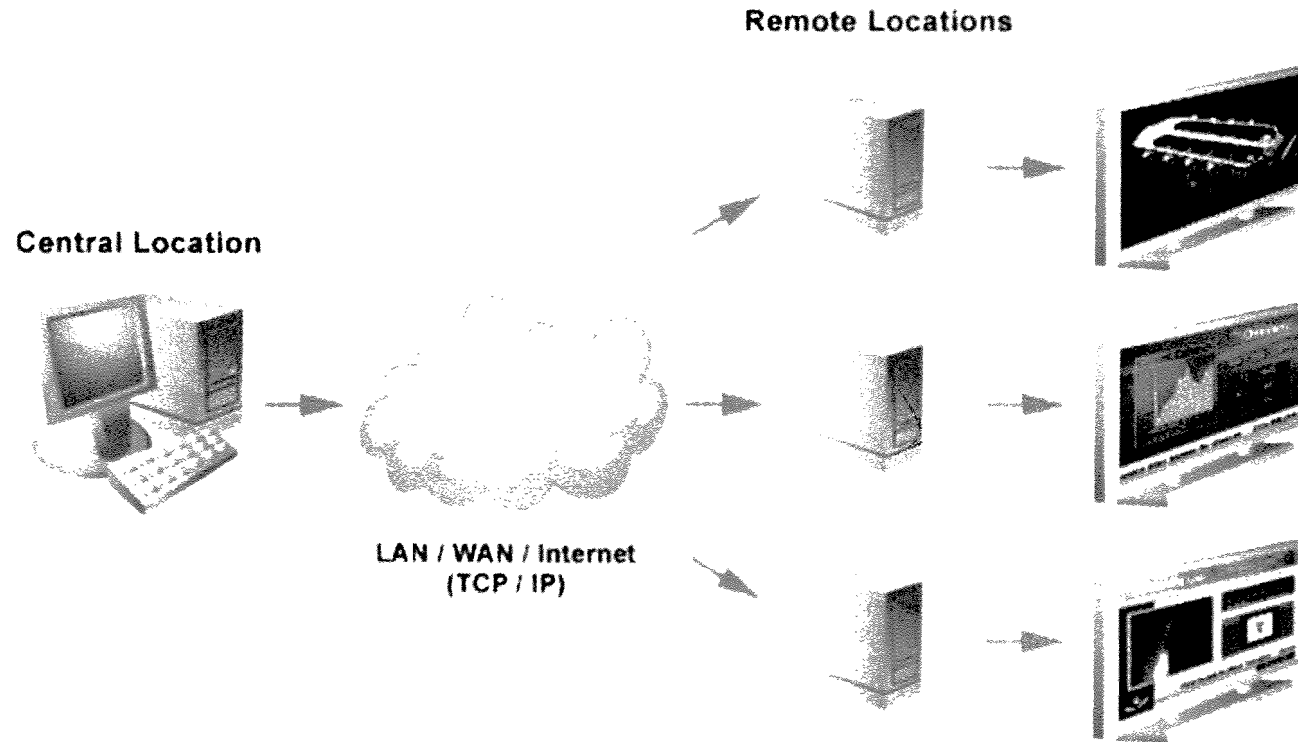 Remote Locations
Central Location
LAN / WAN / Internet
(TCP / IP)